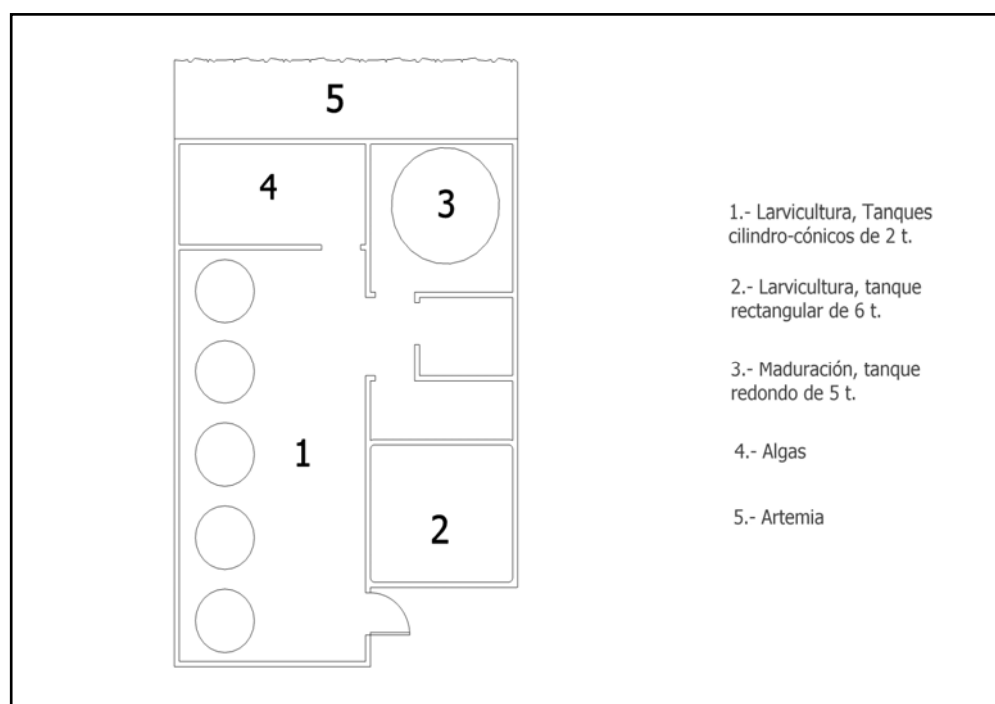 5
4
3
1
2
1.- Larvicultura, Tanques
cilindro-cónicos de 2 t.
2.- Larvicultura, tanque
rectangular de 6 t.
3.- Maduración, tanque
redondo de 5 t.
4.- Algas
5.- Artemia